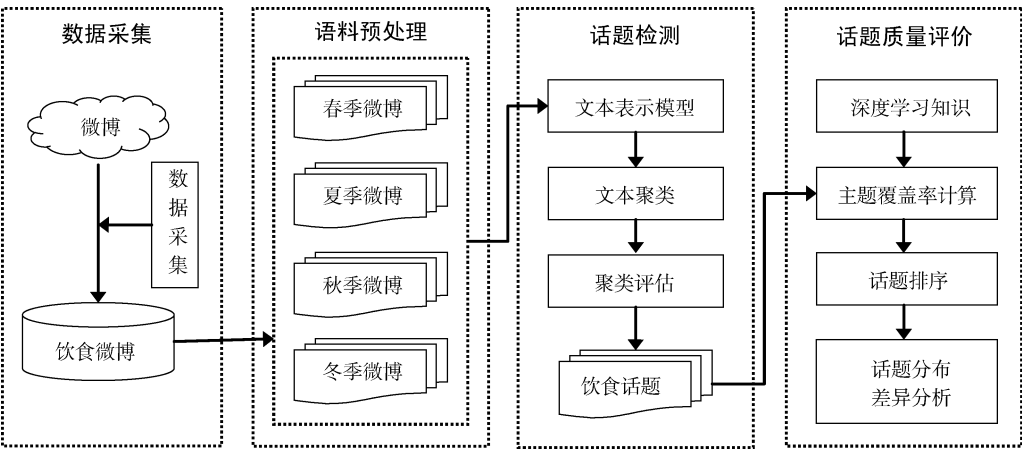 数据采集
微博
数
据
采
集
饮食微博
语料预处理
春季微博
夏季微博
秋季微博
冬季微博
话题检测
文本表示模型
文本聚类
聚类评估
饮食话题
话题质量评价
深度学习知识
主题覆盖率计算
话题排序
话题分布
差异分析